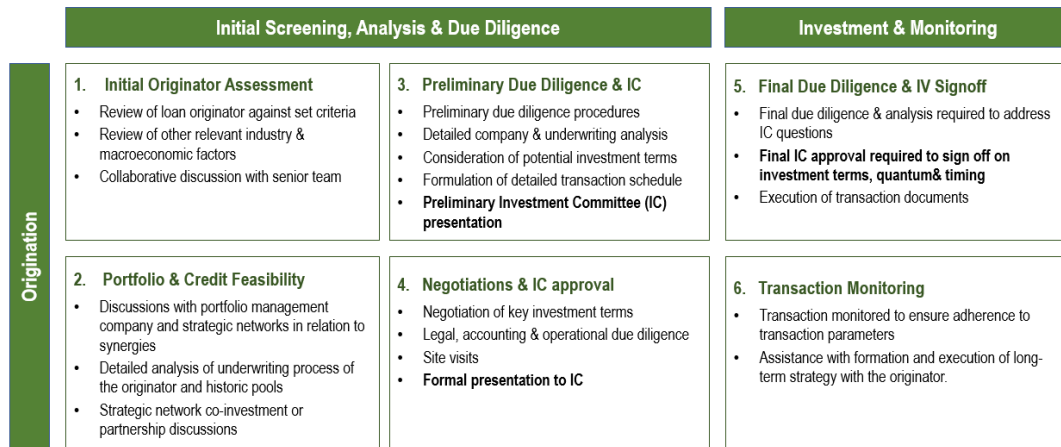 Initial Screening, Analysis & Due Diligence
Investment & Monitoring
Origination
1. Initial Originator Assessment
• Review of loan originator against set criteria
• Review of other relevant industry &
macroeconomic factors
• Collaborative discussion with senior team
2. Portfolio & Credit Feasibility
• Discussions with portfolio management
company and strategic networks in relation to
synergies
• Detailed analysis of underwriting process of
the originator and historic pools
• Strategic network co-investment or
partnership discussions
3. Preliminary Due Diligence & IC
• Preliminary due diligence procedures
• Detailed company & underwriting analysis
• Consideration of potential investment terms
• Formulation of detailed transaction schedule
• Preliminary Investment Committee (IC)
presentation
4. Negotiations & IC approval
• Negotiation of key investment terms
• Legal, accounting & operational due diligence
• Site visits
• Formal presentation to IC
5. Final Due Diligence & IV Signoff
• Final due diligence & analysis required to address
IC questions
• Final IC approval required to sign off on
investment terms, quantum& timing
• Execution of transaction documents
6. Transaction Monitoring
• Transaction monitored to ensure adherence to
transaction parameters
• Assistance with formation and execution of long-
term strategy with the originator.